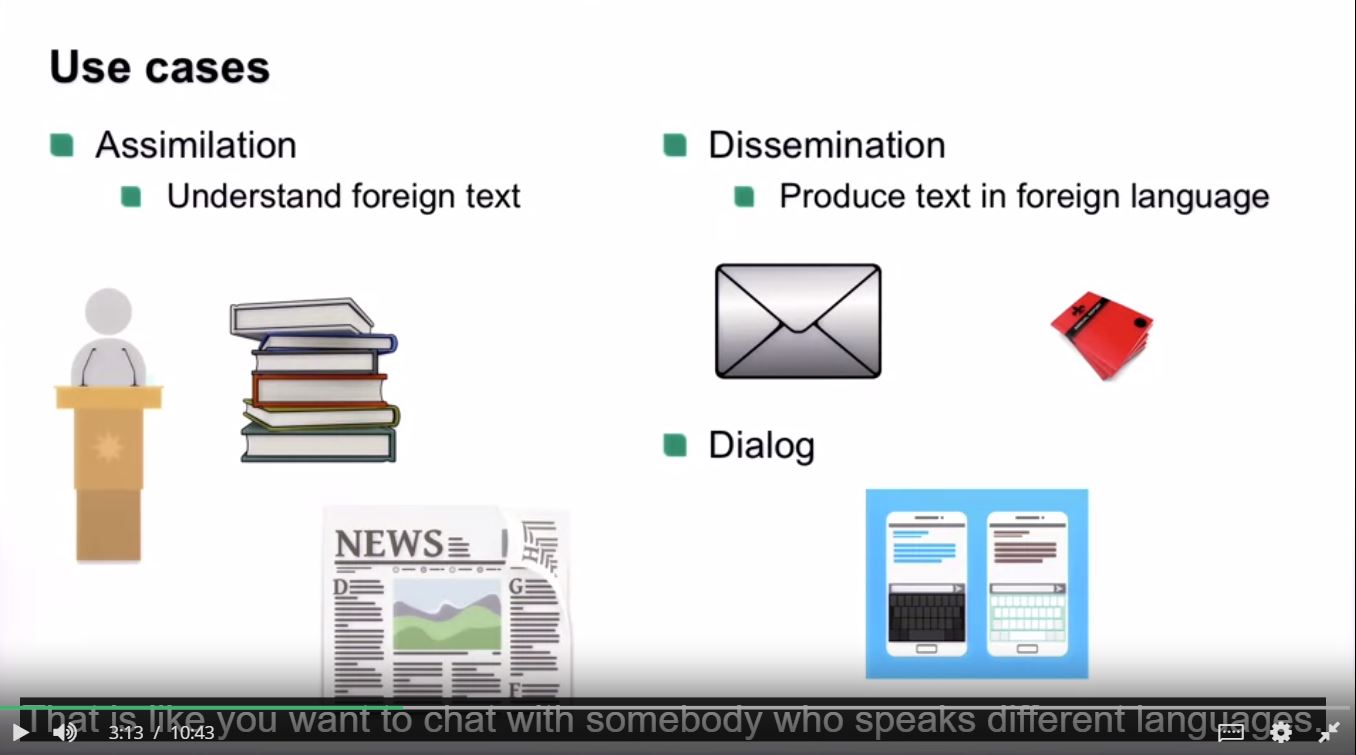 Use cases
Assimilation
Understand foreign text
Dissemination
Produce text in foreign language
Dialog
NEWS
D
G
F
That is like you want to chat with somebody who speaks different languages.
3:13 / 10:43